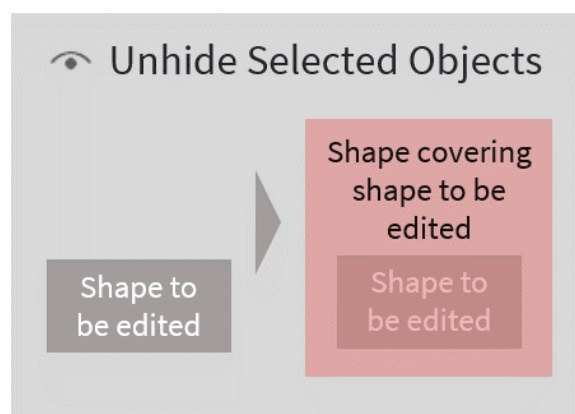 Unhide Selected Objects
Shape to
be edited
Shape covering
shape to be
edited
Shape to
be edited